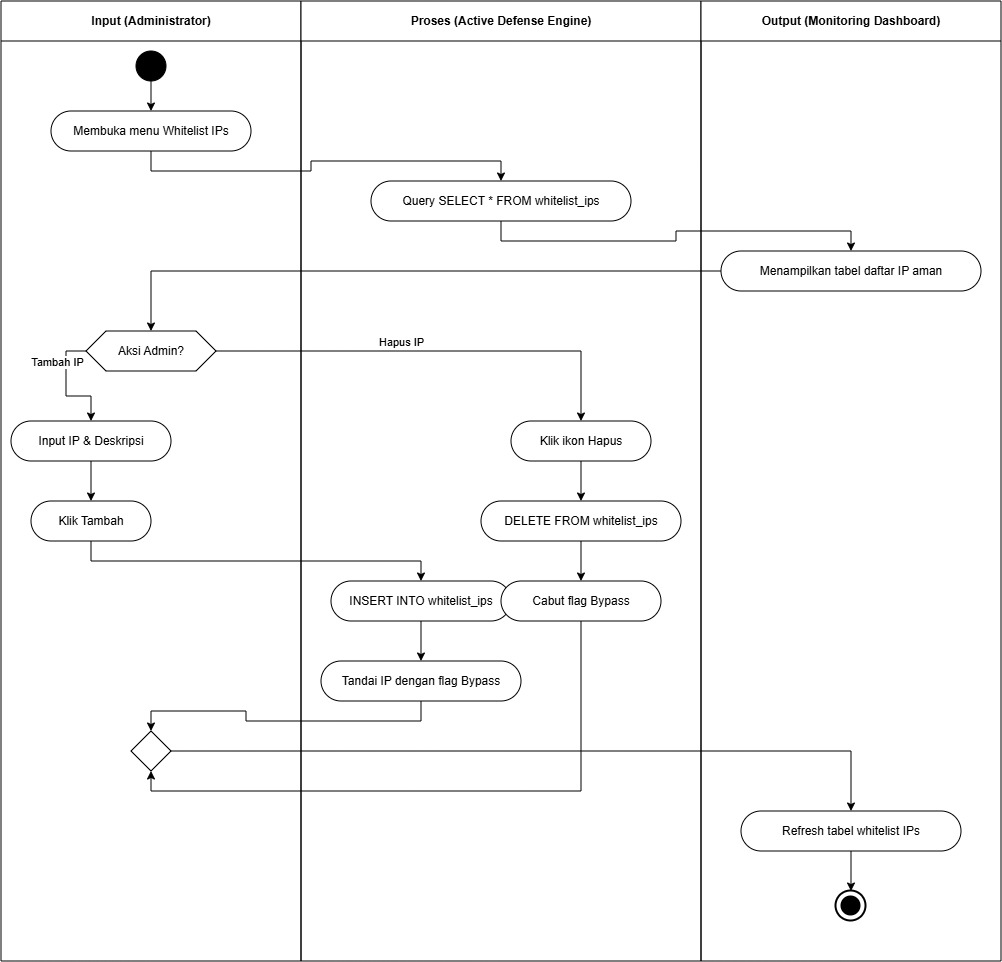 Input (Administrator)
Proses (Active Defense Engine)
Output (Monitoring Dashboard)
Membuka menu Whitelist IPs
Query SELECT * FROM whitelist_ips
Menampilkan tabel daftar IP aman
Aksi Admin?
Hapus IP
Tambah IP
Input IP & Deskripsi
Klik ikon Hapus
Klik Tambah
DELETE FROM whitelist_ips
INSERT INTO whitelist_ips
Cabut flag Bypass
Tandai IP dengan flag Bypass
Refresh tabel whitelist IPs